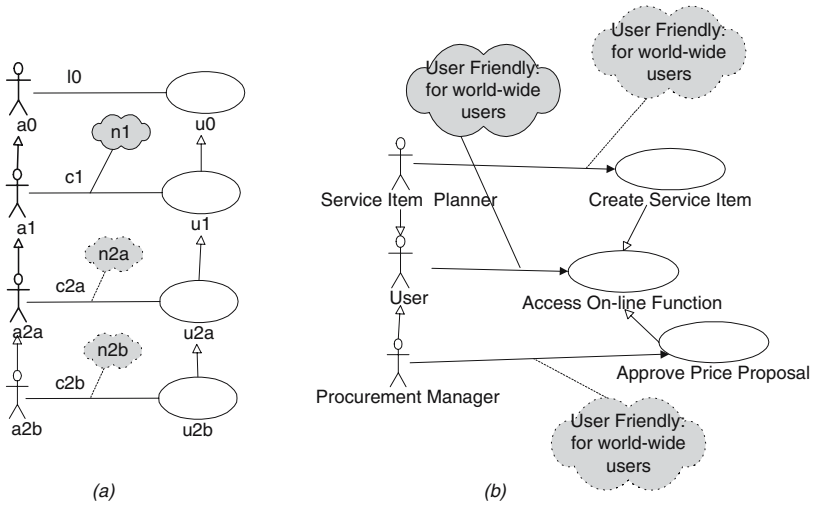 l0
a0
u0
n1
c1
a1
u1
n2a
c2a
a2a
u2a
n2b
c2b
a2b
u2b
(a)
User Friendly:
for world-wide
users
User Friendly:
for world-wide
users
Service Item Planner
Create Service Item
User
Access On-line Function
Approve Price Proposal
Procurement Manager
User Friendly:
for world-wide
users
(b)